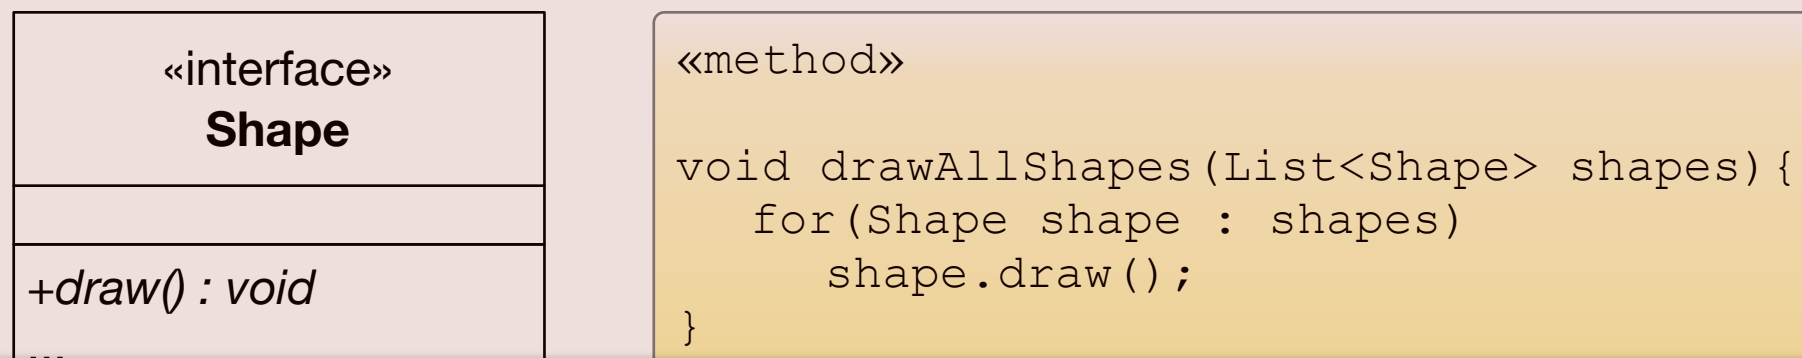 «interface»
Shape
+draw() : void
...
«method»
void drawAllShapes(List<Shape> shapes){
for(Shape shape : shapes)
shape.draw();
}